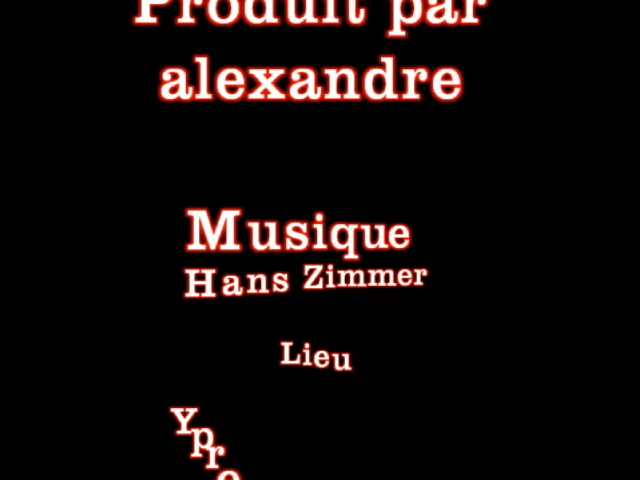 Produit par
alexandre
Musique
Hans Zimmer
Lieu